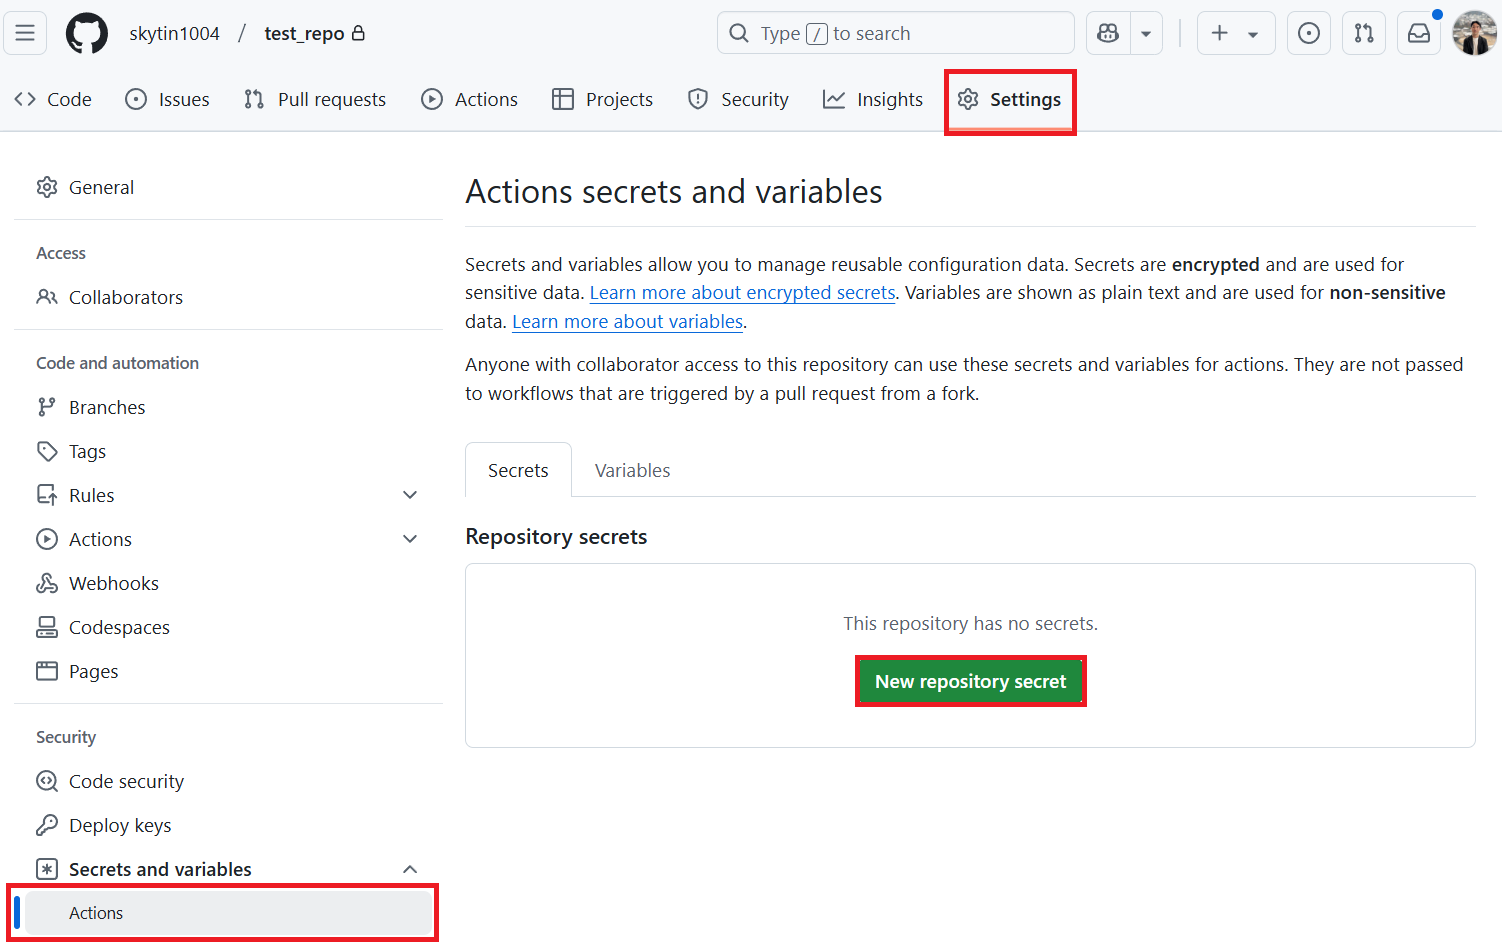 skytin1004 / test_repo
Type / to search
Code Issues Pull requests Actions Projects Security Insights Settings
General
Access
Collaborators
Code and automation
Branches
Tags
Rules
Actions
Webhooks
Codespaces
Pages
Security
Code security
Deploy keys
Secrets and variables
Actions
Actions secrets and variables
Secrets and variables allow you to manage reusable configuration data. Secrets are encrypted and are used for
sensitive data. Learn more about encrypted secrets. Variables are shown as plain text and are used for non-sensitive
data. Learn more about variables.
Anyone with collaborator access to this repository can use these secrets and variables for actions. They are not passed
to workflows that are triggered by a pull request from a fork.
Secrets Variables
Repository secrets
This repository has no secrets.
New repository secret